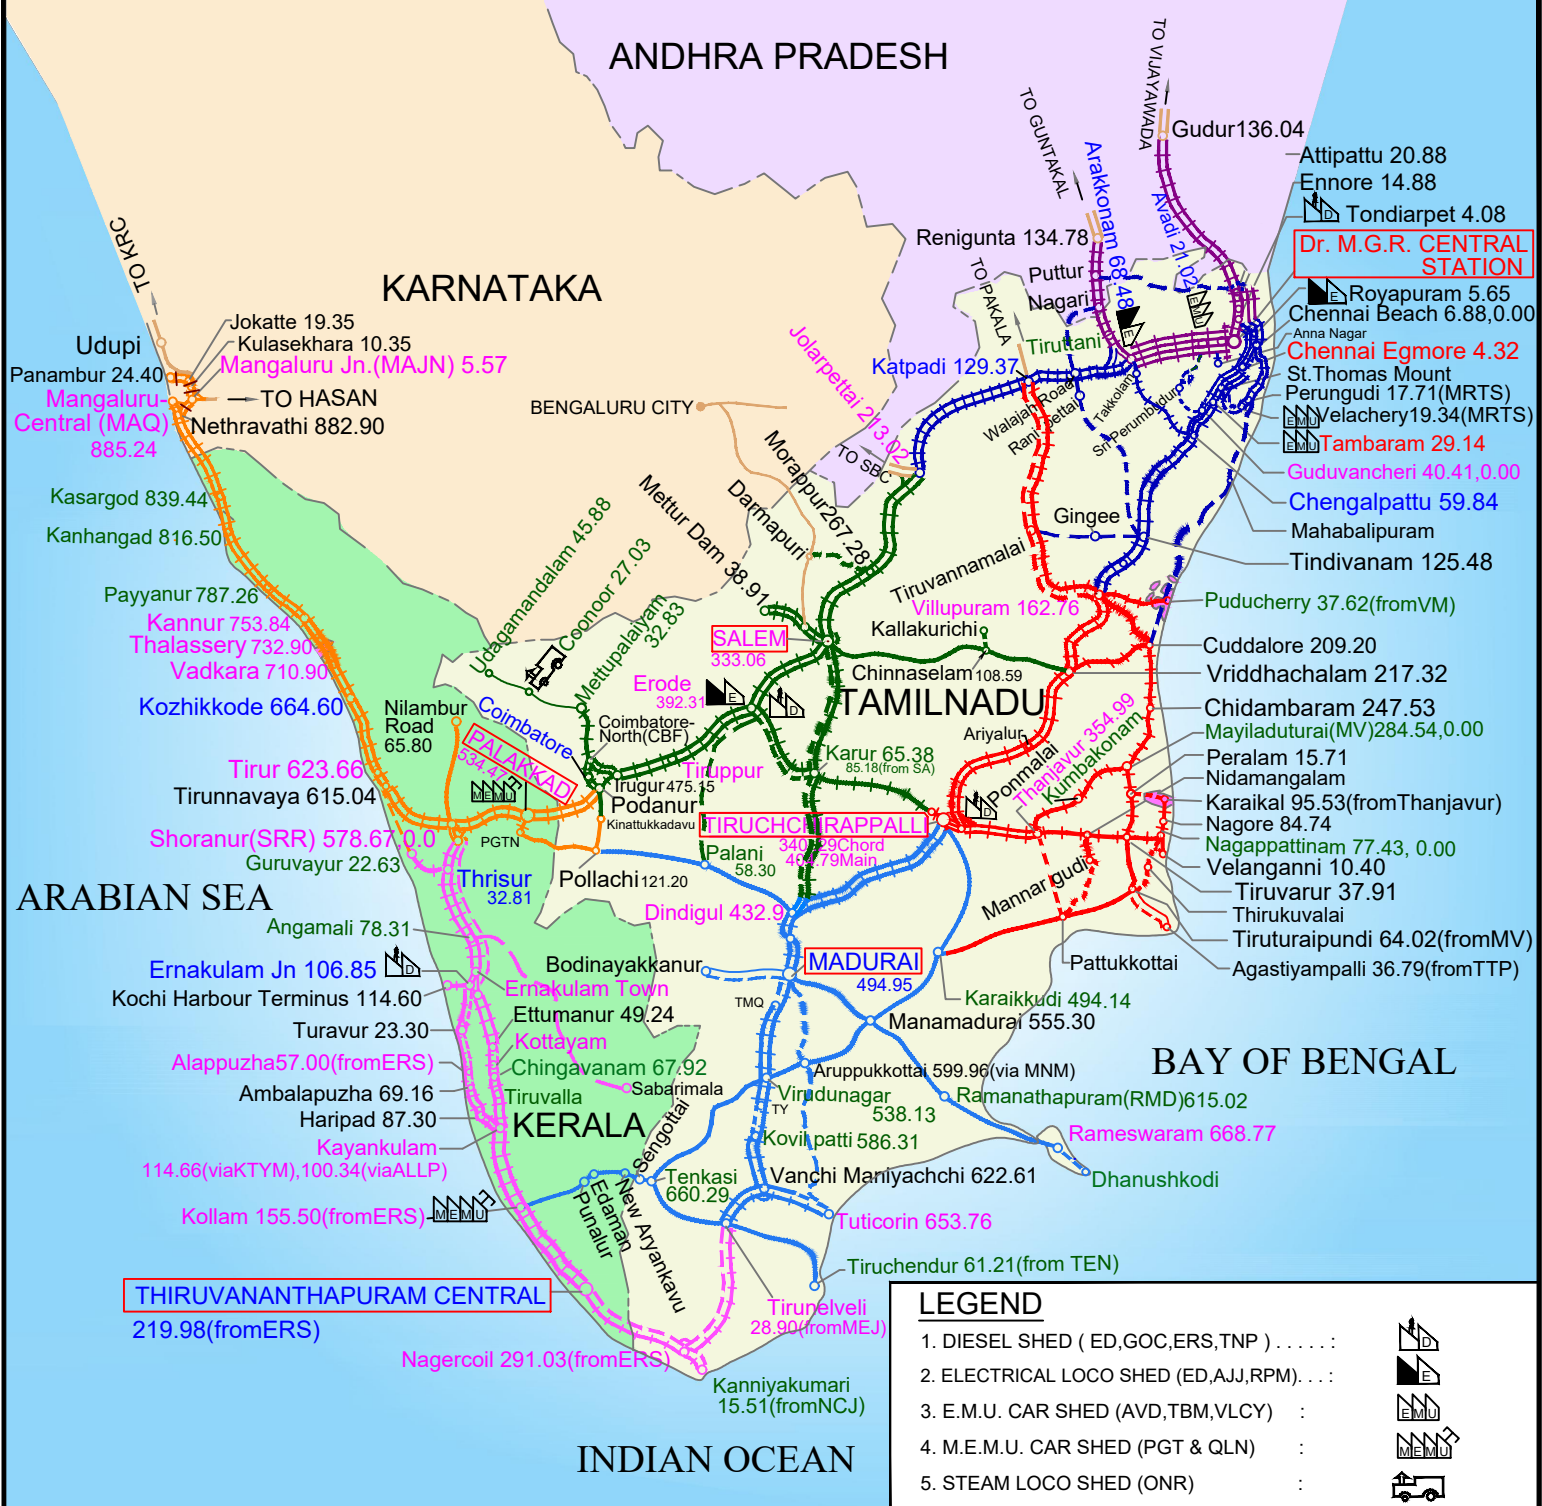 ANDHRA PRADESH
TO VIJAYAWADA
TO GUNTAKAL
Gudur136.04
Attipattu 20.88
Ennore 14.88
D
Tondiarpet 4.08
Arakkonam 68.48
Avadi 21.02
Renigunta 134.78
Dr. M.G.R. CENTRAL
STATION
TO KRC
KARNATAKA
TO PAKALA
Puttur
Nagari
E
Royapuram 5.65
EMU
E
Chennai Beach 6.88,0.00
Anna Nagar
Jokatte 19.35
Udupi
Kulasekhara 10.35
Tiruttani
Chennai Egmore 4.32
Mangaluru Jn.(MAJN) 5.57
Panambur 24.40
Katpadi 129.37
St.Thomas Mount
Jolarpettai 213.02
Perungudi 17.71(MRTS)
Mangaluru-
Central (MAQ)
885.24
TO HASAN
BENGALURU CITY
Walajah Road
Ranipettai
Takkolam
Sri Perumbudur
EMU
Velachery19.34(MRTS)
Nethravathi 882.90
EMU
Tambaram 29.14
TO SBC
Guduvancheri 40.41,0.00
Kasargod 839.44
Udagamandalam 45.88
Mettur Dam 38.91
Darmapuri
Morappur267.28
Chengalpattu 59.84
Gingee
Mahabalipuram
Kanhangad 816.50
Coonoor 27.03
Tiruvannamalai
Tindivanam 125.48
Payyanur 787.26
Mettupalaiyam
32.83
Villupuram 162.76
Puducherry 37.62(fromVM)
Kannur 753.84
Thalassery 732.90
SALEM
333.06
Kallakurichi
Cuddalore 209.20
Vadkara 710.90
Chinnaselam108.59
Vriddhachalam 217.32
Kozhikkode 664.60
Nilambur
Road
65.80
Coimbatore
Erode
392.31
E
D
TAMILNADU
Chidambaram 247.53
Coimbatore-
North(CBF)
Ariyalur
Thanjavur 354.99
Mayiladuturai(MV)284.54,0.00
PALAKKAD
534.47
Karur 65.38
85.18(from SA)
Ponmalai
Kumbakonam
Peralam 15.71
Tirur 623.66
Tiruppur
Nidamangalam
Tirunnavaya 615.04
MEMU
Irugur475.15
Podanur
D
Karaikal 95.53(fromThanjavur)
Kinattukkadavu
TIRUCHCHIRAPPALLI
340.29Chord
404.79Main
Nagore 84.74
Shoranur(SRR) 578.67,0.0
PGTN
Nagappattinam 77.43, 0.00
Guruvayur 22.63
Palani
58.30
Velanganni 10.40
Thrisur
32.81
Pollachi121.20
Mannargudi
Tiruvarur 37.91
ARABIAN SEA
Dindigul 432.9
Thirukuvalai
Angamali 78.31
Tiruturaipundi 64.02(fromMV)
Ernakulam Jn 106.85
D
Bodinayakkanur
MADURAI
494.95
Pattukkottai
Agastiyampalli 36.79(fromTTP)
Kochi Harbour Terminus 114.60
Ernakulam Town
TMQ
Karaikkudi 494.14
Ettumanur 49.24
Manamadurai 555.30
Turavur 23.30
Kottayam
BAY OF BENGAL
Alappuzha57.00(fromERS)
Chingavanam 67.92
Aruppukkottai 599.96(via MNM)
Ambalapuzha 69.16
Tiruvalla
Sabarimala
Virudunagar
538.13
Ramanathapuram(RMD)615.02
Haripad 87.30
KERALA
TY
Sengottai
Kayankulam
114.66(viaKTYM),100.34(viaALLP)
Kovilpatti 586.31
Rameswaram 668.77
Tenkasi
660.29
Vanchi Maniyachchi 622.61
Dhanushkodi
Kollam 155.50(fromERS)
MEMU
Punalur
Edaman
New Aryankavu
Tuticorin 653.76
Tiruchendur 61.21(from TEN)
THIRUVANANTHAPURAM CENTRAL
219.98(fromERS)
Tirunelveli
28.90(fromMEJ)
Nagercoil 291.03(fromERS)
Kanniyakumari
15.51(fromNCJ)
INDIAN OCEAN
LEGEND
1. DIESEL SHED ( ED,GOC,ERS,TNP ) . . . . . :
D
2. ELECTRICAL LOCO SHED (ED,AJJ,RPM). . . :
E
3. E.M.U. CAR SHED (AVD,TBM,VLCY) :
EMU
4. M.E.M.U. CAR SHED (PGT & QLN) :
MEMU
5. STEAM LOCO SHED (ONR) :